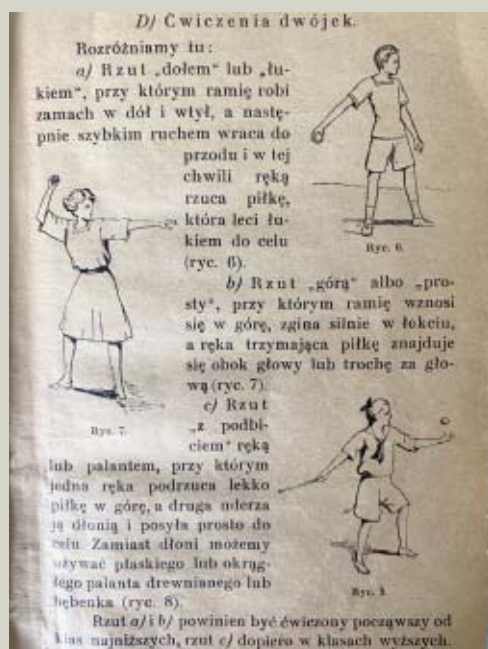 D) Ćwiczenia dwójek.
Rozróżniamy tu:
a) Rzut „dołem“ lub „łu-
kiem“, przy którym ramię robi
zamach w dół i wtył, a nastę-
pnie szybkim ruchem wraca do
przodu i w tej
chwili ręką
rzuca piłkę,
która leci łu-
kiem do celu
(ryc. 6).
Ryc. 6.
b) Rzut „górą“ albo „pro-
sty“, przy którym ramię wznosi
się w górę, zgina silnie w łokciu,
a ręka trzymająca piłkę znajduje
się obok głowy lub trochę za gło-
wą (ryc. 7).
Ryc. 7.
c) Rzut
„z podbi-
ciem“ ręką
lub palantem, przy którym
jedna ręka podrzuca lekko
piłkę w górę, a druga uderza
ją dłonią i posyła prosto do
celu. Zamiast dłoni możemy
używać płaskiego lub okrąg-
łego palanta drewnianego lub
bębenka (ryc. 8).
Ryc. 8.
Rzut a) i b) powinien być ćwiczony począwszy od
klas najniższych, rzut c) dopiero w klasach wyższych.